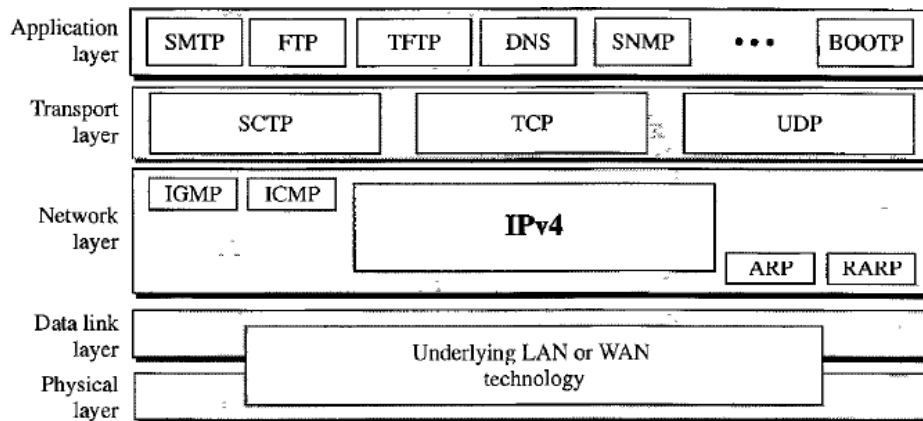 Application
layer
SMTP FTP TFTP DNS SNMP ••• BOOTP
Transport
layer
SCTP TCP UDP
Network
layer
IGMP ICMP
IPv4
ARP RARP
Data link
layer
Underlying LAN or WAN
technology
Physical
layer